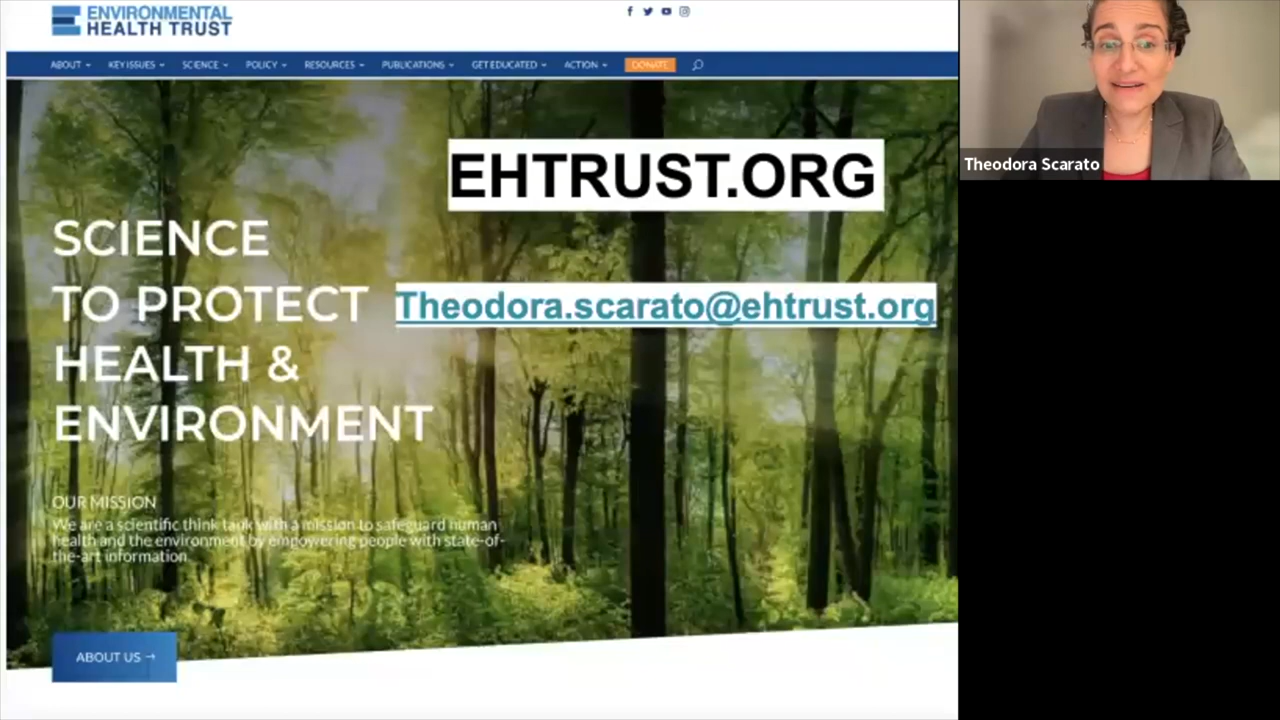 ENVIRONMENTAL
HEALTH TRUST
ABOUT KEY ISSUES SCIENCE POLICY RESOURCES PUBLICATIONS GET EDUCATED ACTION DONATE
EHTRUST.ORG
SCIENCE
TO PROTECT
HEALTH &
ENVIRONMENT
Theodora.scarato@ehtrust.org
OUR MISSION
We are a scientific think tank with a mission to safeguard human
health and the environment by empowering people with state-of-
the-art information.
ABOUT US →
Theodora Scarato